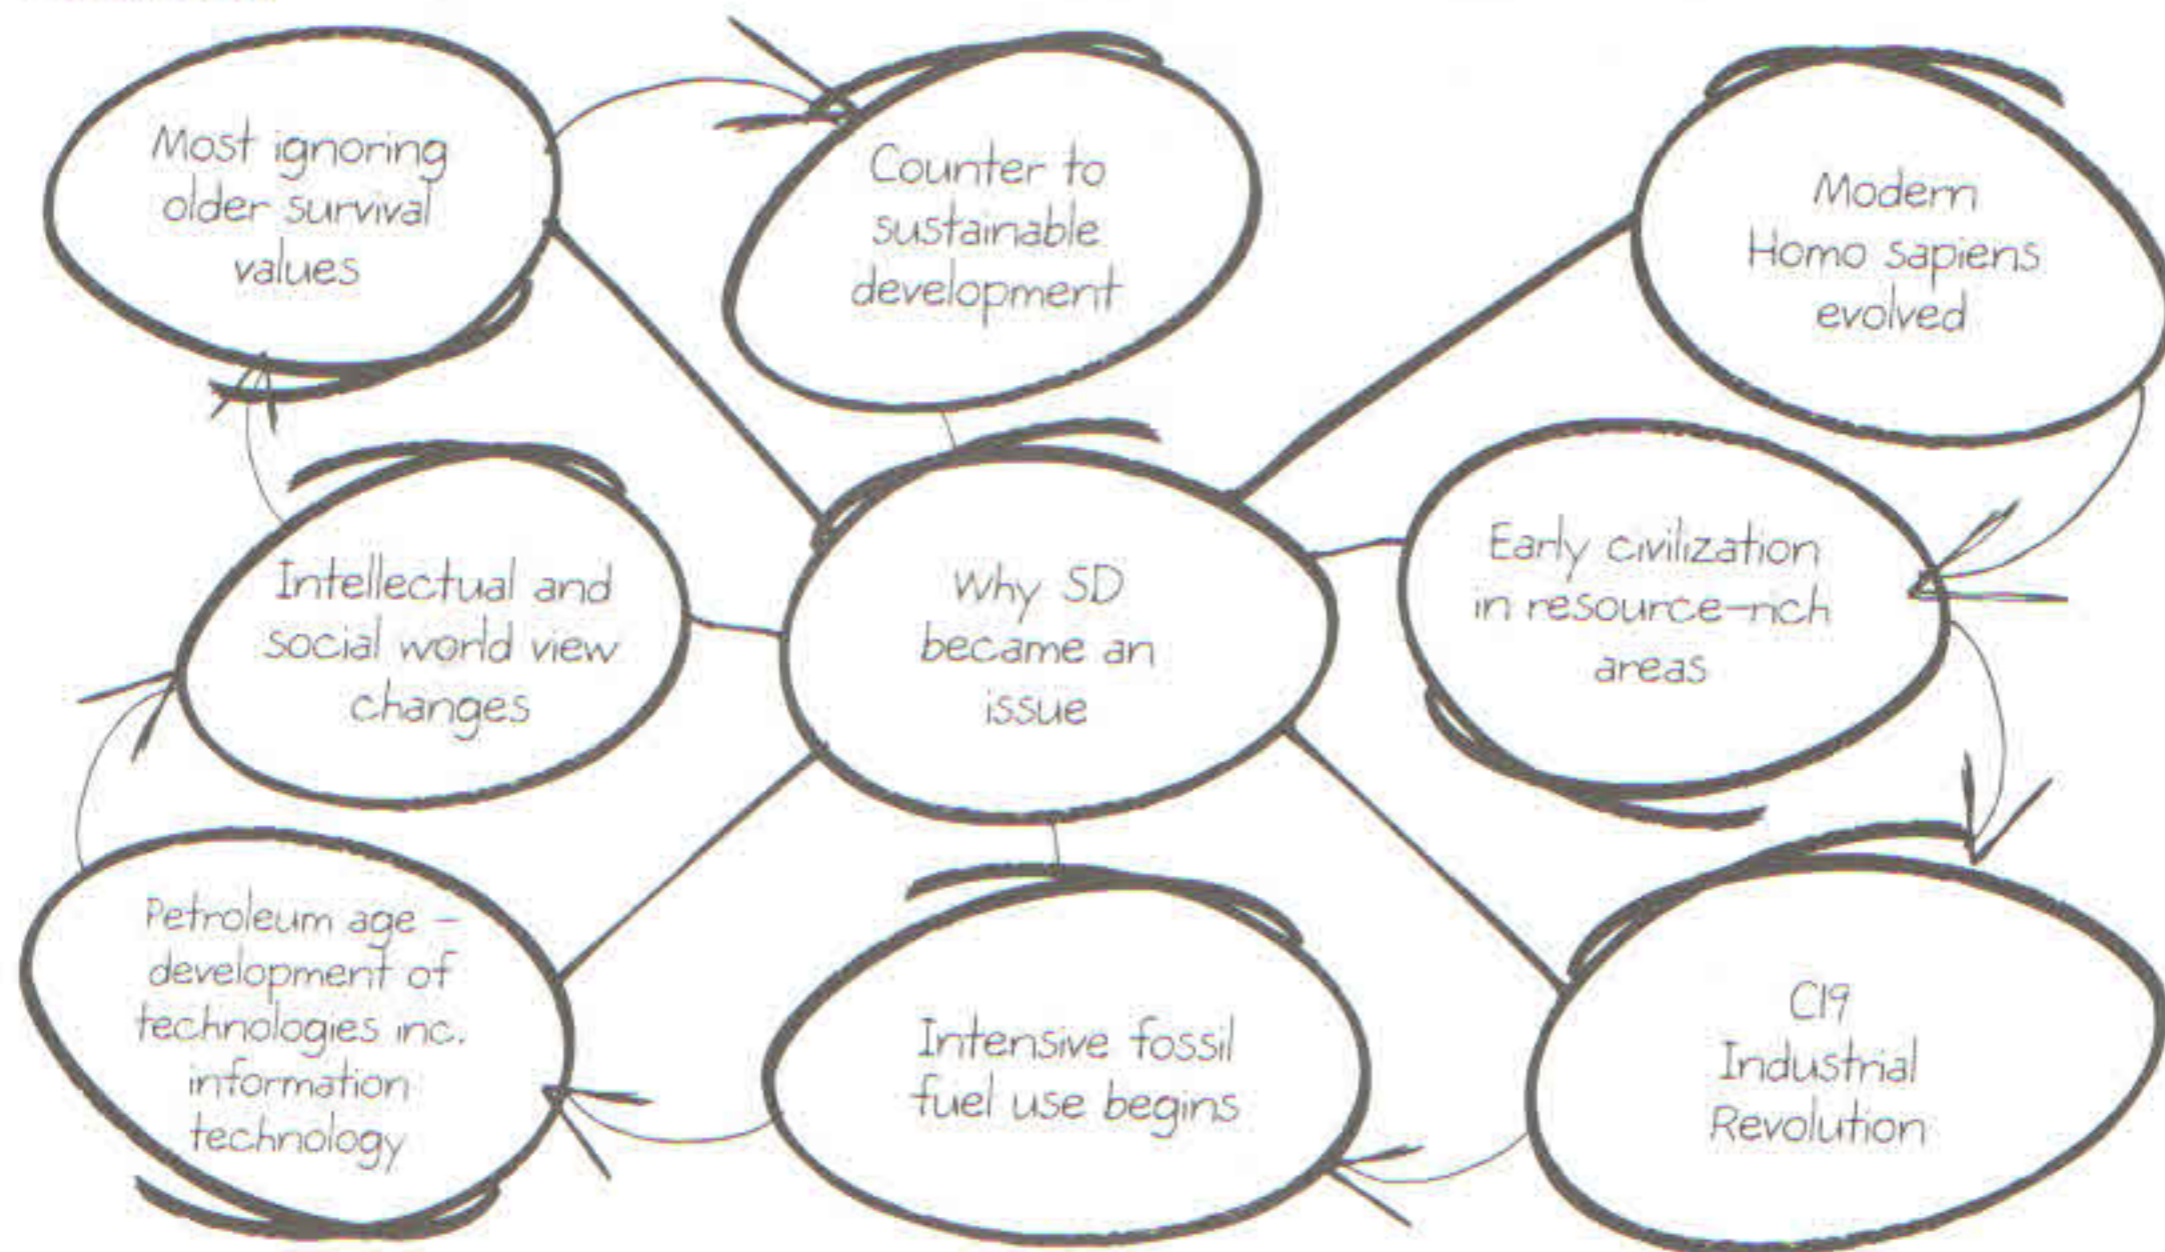 Most ignoring
older survival
values
Counter to
sustainable
development
Modern
Homo sapiens
evolved
Intellectual and
social world view
changes
Why SD
became an
issue
Early civilization
in resource-rich
areas
Petroleum age –
development of
technologies inc.
information
technology
Intensive fossil
fuel use begins
C19
Industrial
Revolution